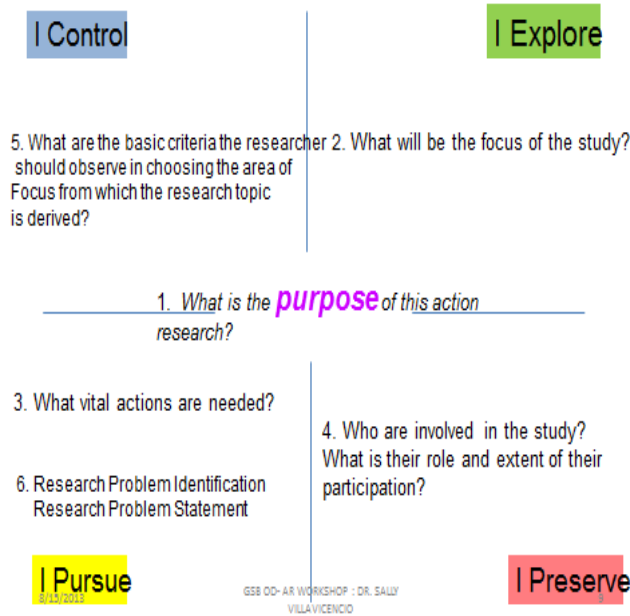 I Control
I Explore
5. What are the basic criteria the researcher
should observe in choosing the area of
Focus from which the research topic
is derived?
2. What will be the focus of the study?
1. What is the purpose of this action
research?
3. What vital actions are needed?
4. Who are involved in the study?
What is their role and extent of their
participation?
6. Research Problem Identification
Research Problem Statement
I Pursue
8/15/2013
GSB OD- AR WORKSHOP : DR. SALLY
VILLAVICENCIO
I Preserve